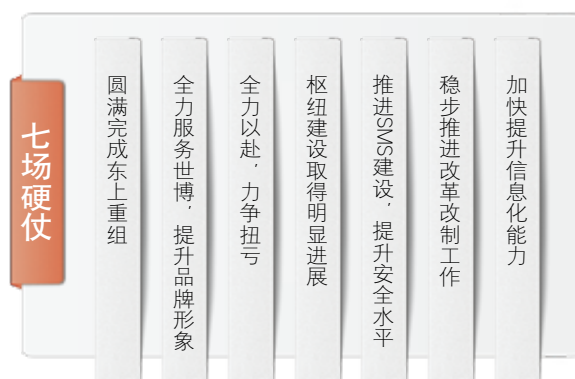 七场硬仗
圆满完成东上重组
全力服务世博，提升品牌形象
全力以赴，力争扭亏
枢纽建设取得明显进展
推进SMS建设，提升安全水平
稳步推进改革改制工作
加快提升信息化能力